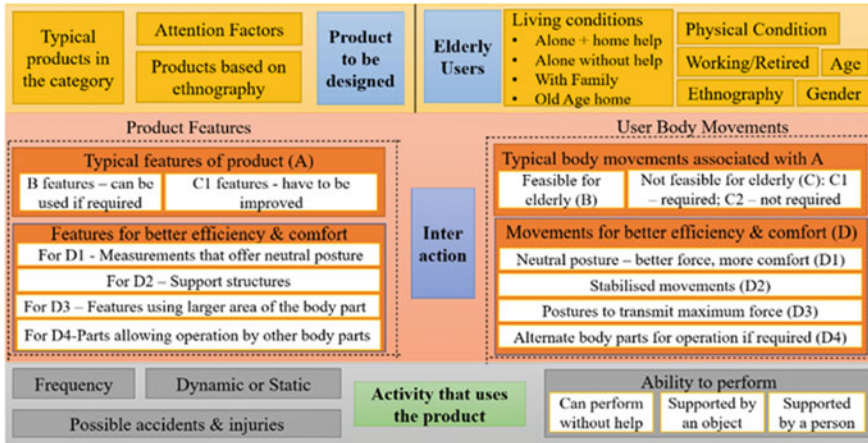 Typical
products in
the category
Attention Factors
Products based on
ethnography
Product
to be
designed
Elderly
Users
Living conditions
• Alone + home help
• Alone without help
• With Family
• Old Age home
Physical Condition
Working/Retired
Age
Ethnography
Gender
Product Features
Typical features of product (A)
B features – can be
used if required
C1 features - have to be
improved
Features for better efficiency & comfort
For D1 - Measurements that offer neutral posture
For D2 – Support structures
For D3 – Features using larger area of the body part
For D4-Parts allowing operation by other body parts
Inter
action
User Body Movements
Typical body movements associated with A
Feasible for
elderly (B)
Not feasible for elderly (C): C1
– required; C2 – not required
Movements for better efficiency & comfort (D)
Neutral posture – better force, more comfort (D1)
Stabilised movements (D2)
Postures to transmit maximum force (D3)
Alternate body parts for operation if required (D4)
Frequency
Dynamic or Static
Possible accidents & injuries
Activity that uses
the product
Ability to perform
Can perform
without help
Supported by
an object
Supported
by a person